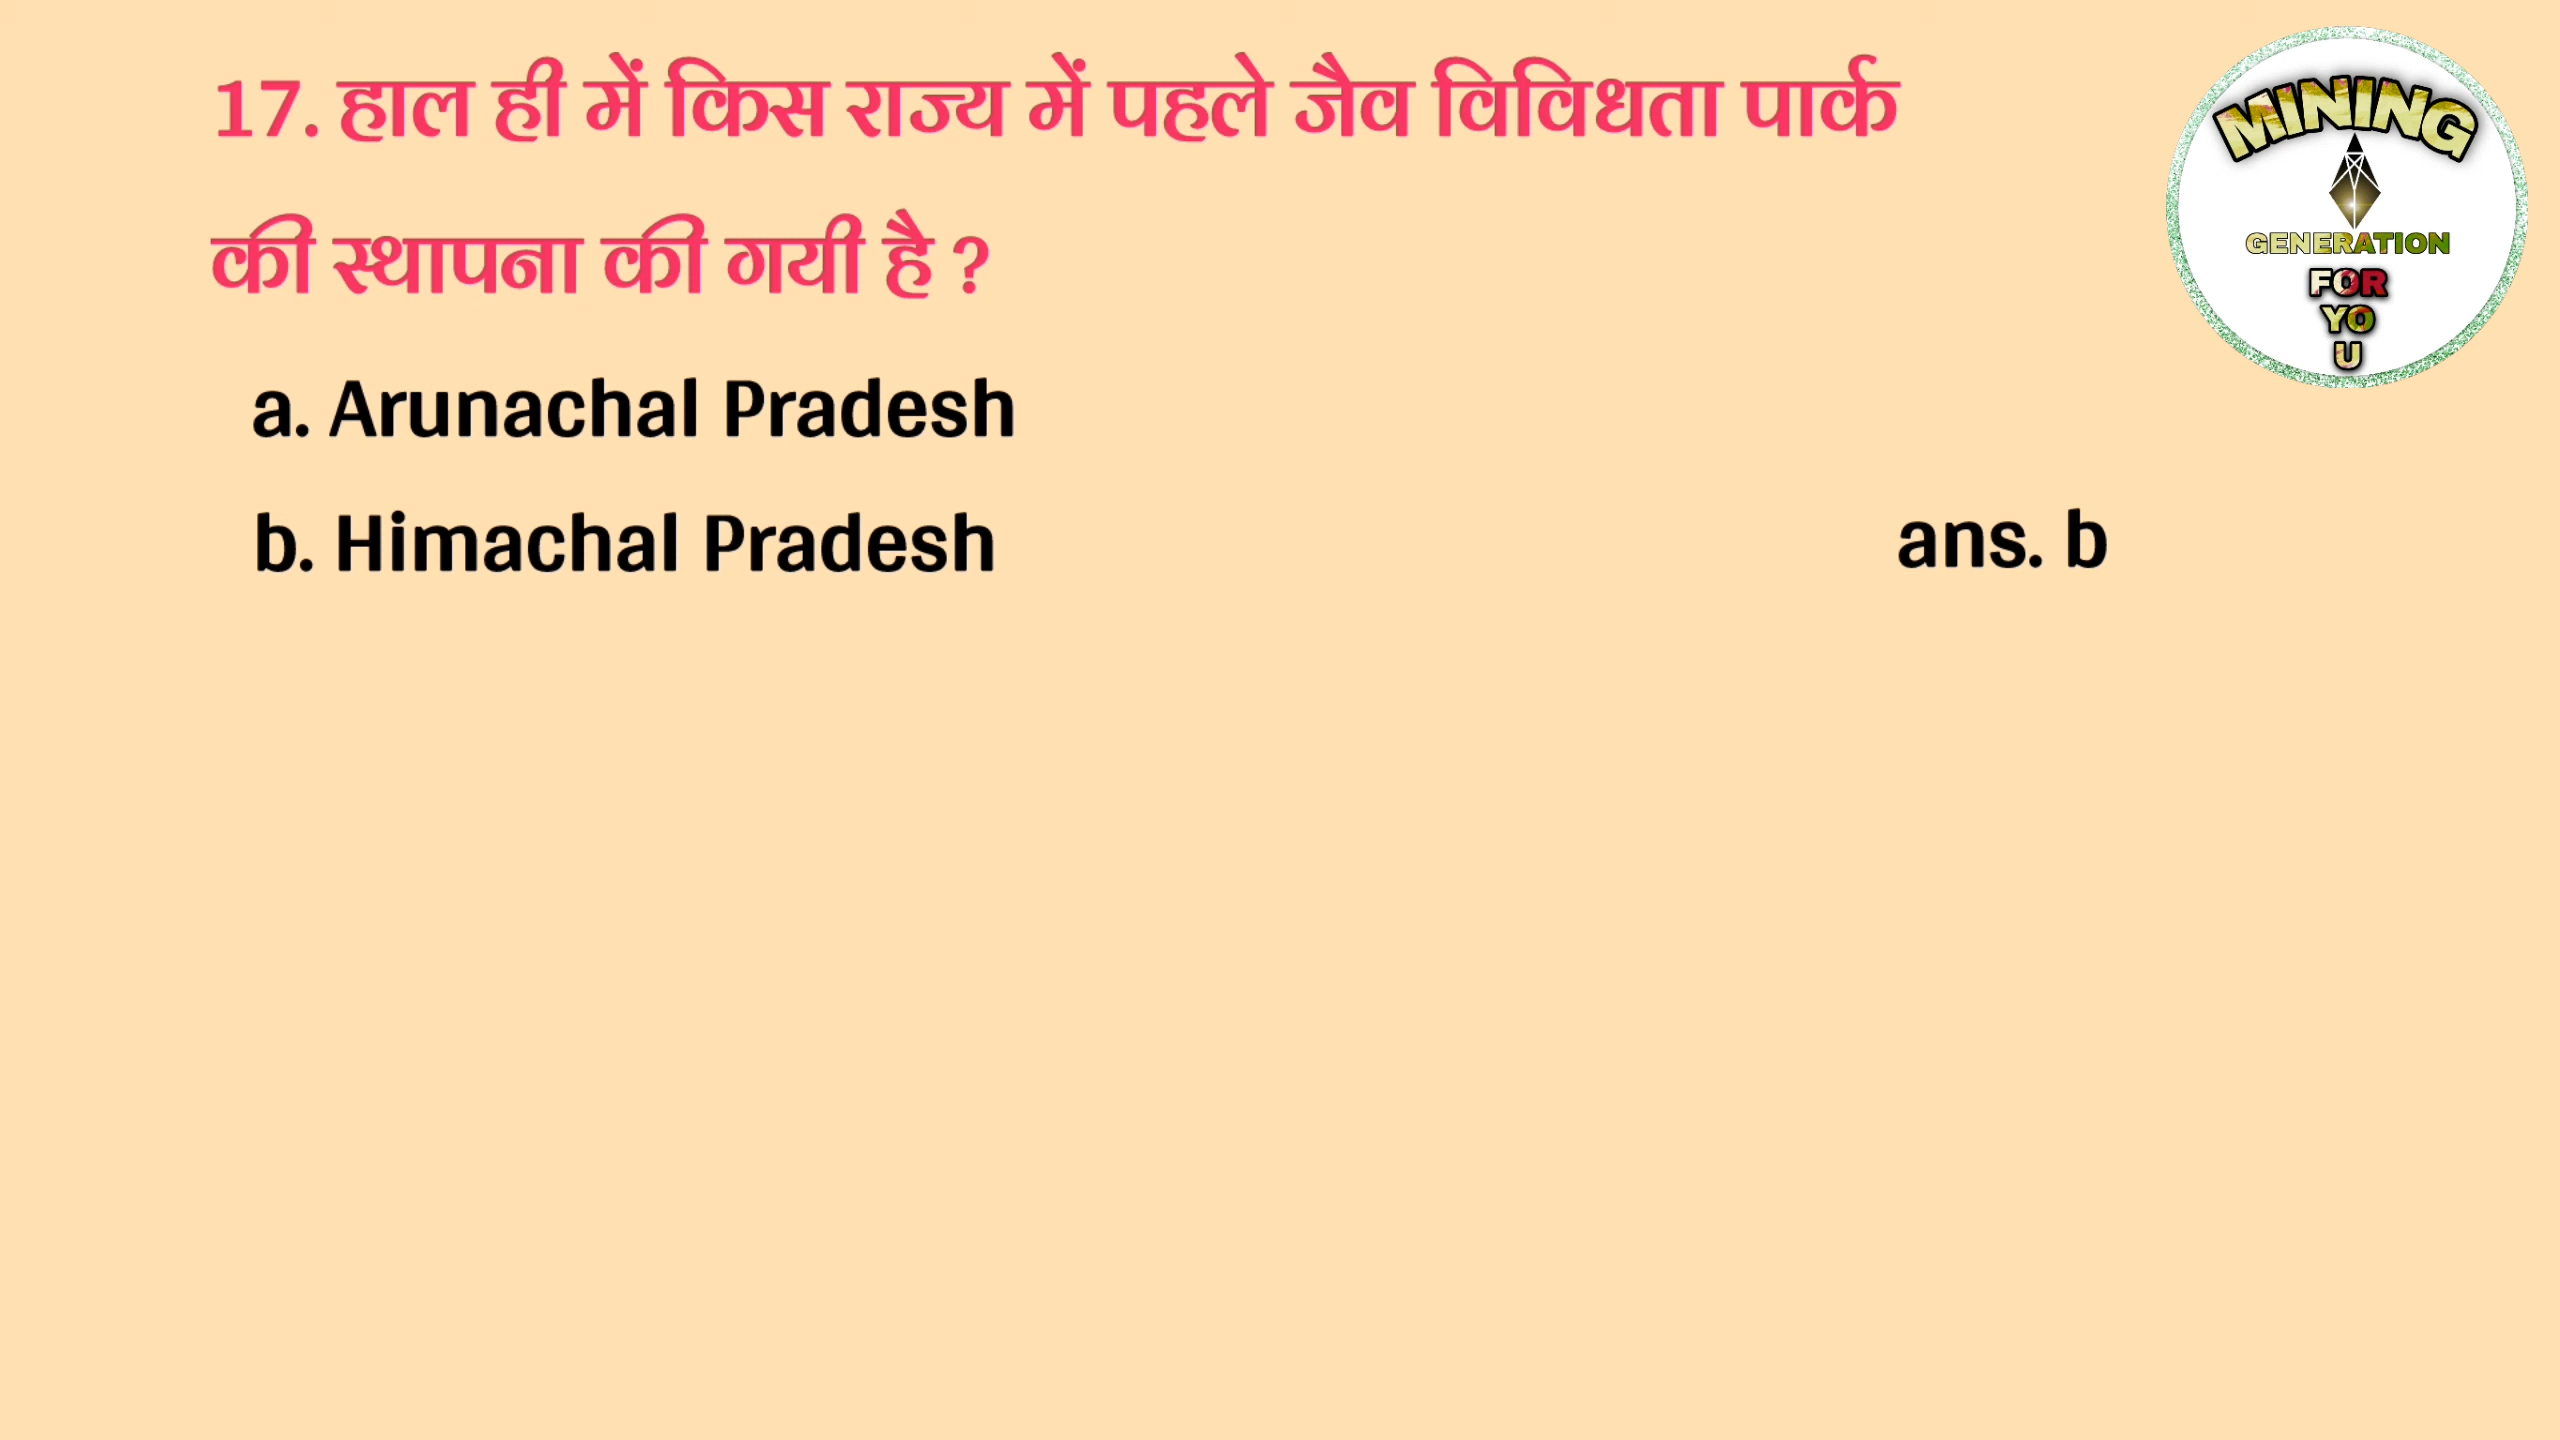 17. हाल ही में किस राज्य में पहले जैव विविधता पार्क
की स्थापना की गयी है ?
a. Arunachal Pradesh
b. Himachal Pradesh
ans. b
MINING
GENERATION
FOR
YO
U